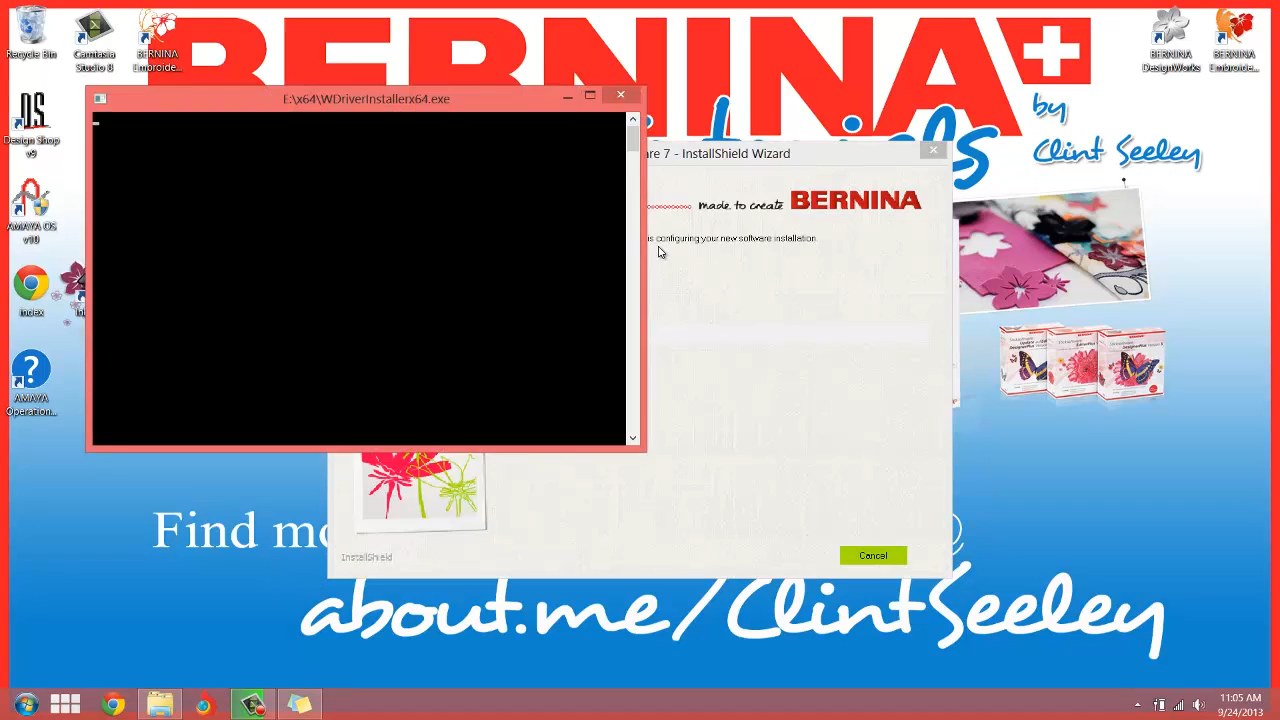 BERNINA
by
Clint Seeley
Recycle Bin
Camtasia
Studio 8
BERNINA
Embroide...
BERNINA
DesignWorks
BERNINA
Embroide...
DS
Design Shop
v9
AMAYA OS
v10
index
AMAYA
Operation...
E:\x64\WDriverInstallerx64.exe
are 7 - InstallShield Wizard
made to create BERNINA
is configuring your new software installation.
InstallShield
Cancel
Find mo
@
about.me/ClintSeeley
11:05 AM
9/24/2013